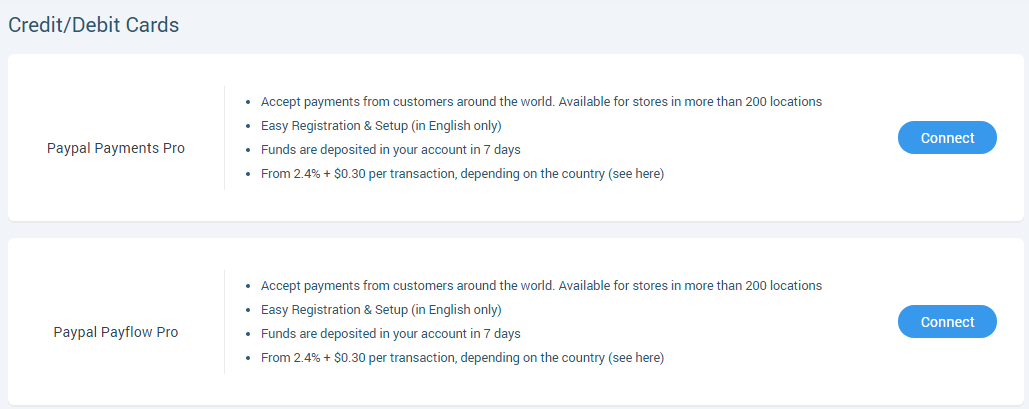 Credit/Debit Cards
Paypal Payments Pro
Accept payments from customers around the world. Available for stores in more than 200 locations
Easy Registration & Setup (in English only)
Funds are deposited in your account in 7 days
From 2.4% + $0.30 per transaction, depending on the country (see here)
Connect
Paypal Payflow Pro
Accept payments from customers around the world. Available for stores in more than 200 locations
Easy Registration & Setup (in English only)
Funds are deposited in your account in 7 days
From 2.4% + $0.30 per transaction, depending on the country (see here)
Connect